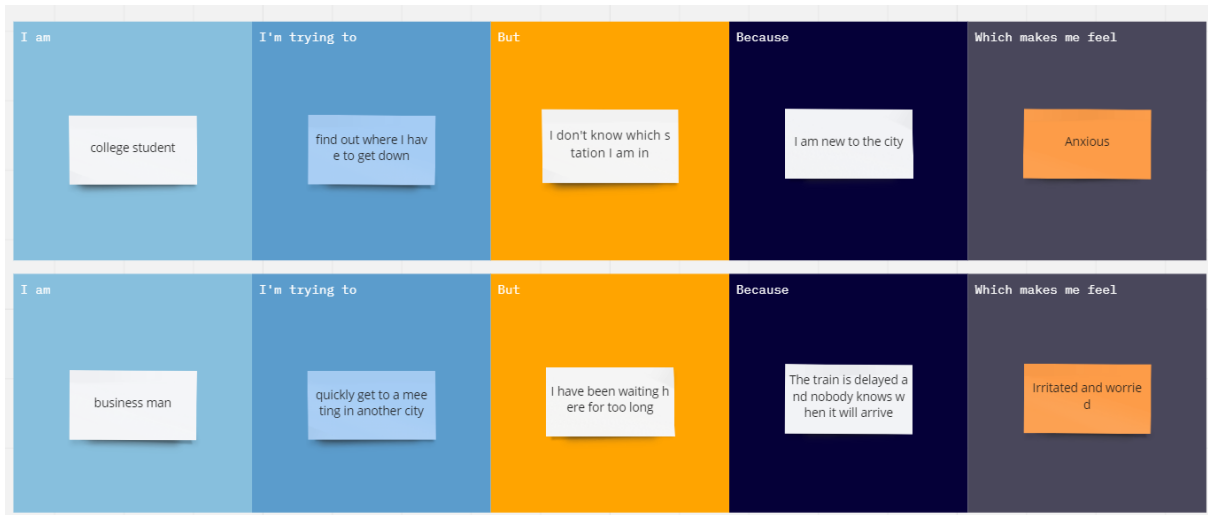 I am
I'm trying to
But
Because
Which makes me feel
college student
find out where I hav
e to get down
I don't know which s
tation I am in
I am new to the city
Anxious
I am
I'm trying to
But
Because
Which makes me feel
business man
quickly get to a mee
ting in another city
I have been waiting h
ere for too long
The train is delayed a
nd nobody knows w
hen it will arrive
Irritated and worrie
d